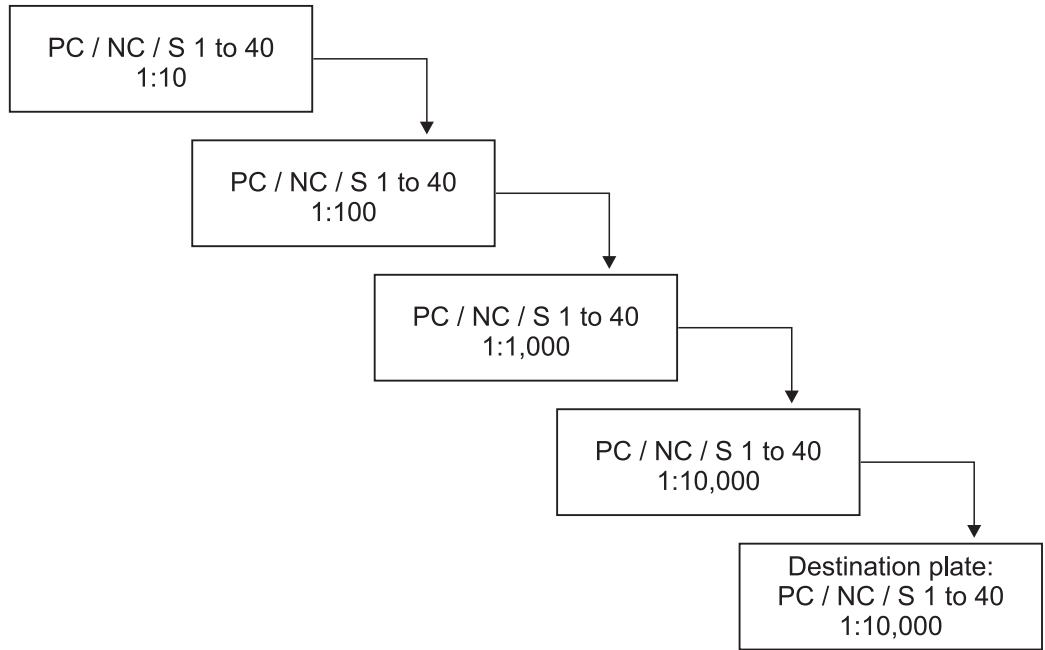 PC / NC / S 1 to 40
1:10
PC / NC / S 1 to 40
1:100
PC / NC / S 1 to 40
1:1,000
PC / NC / S 1 to 40
1:10,000
Destination plate:
PC / NC / S 1 to 40
1:10,000